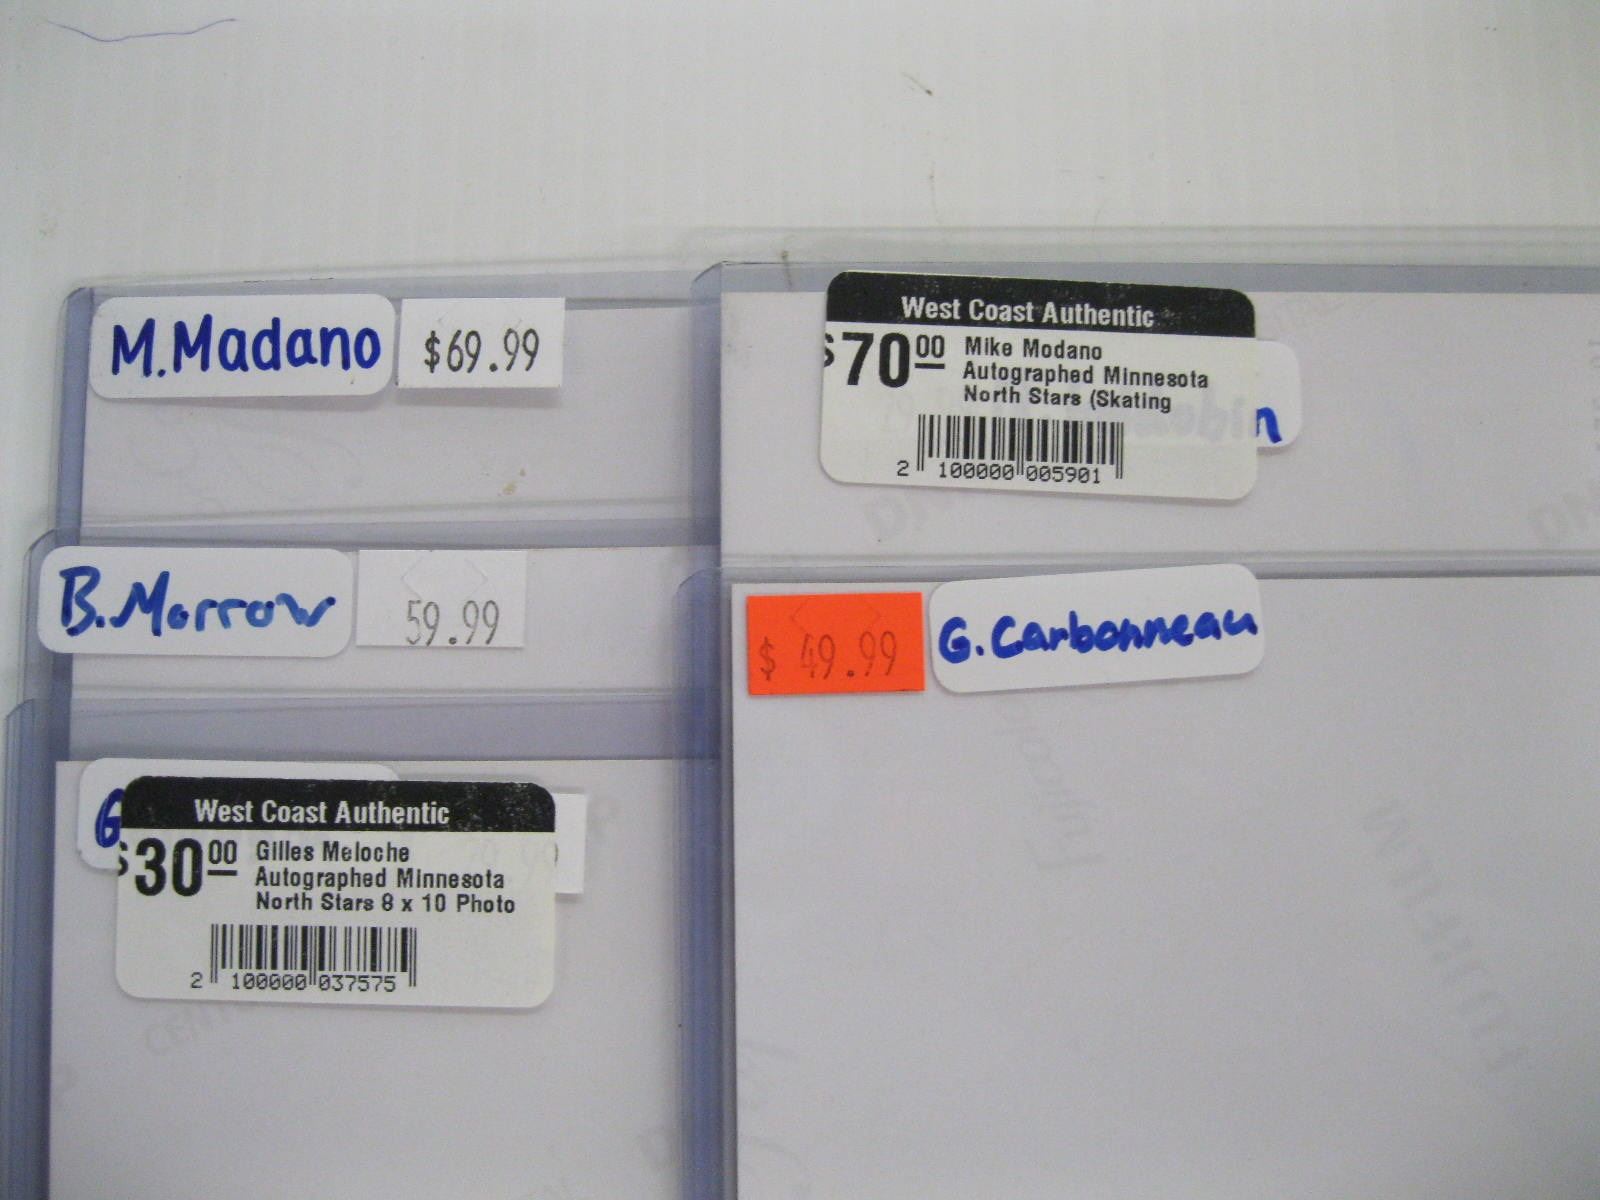 M. Madano
$69.99
West Coast Authentic
$70.00
Mike Modano
Autographed Minnesota
North Stars (Skating
n
2 100000 005901
B. Morrow
59.99
$ 49.99
G. Carbonneau
G
West Coast Authentic
$30.00
Gilles Meloche
Autographed Minnesota
North Stars 8 x 10 Photo
2 100000 037575